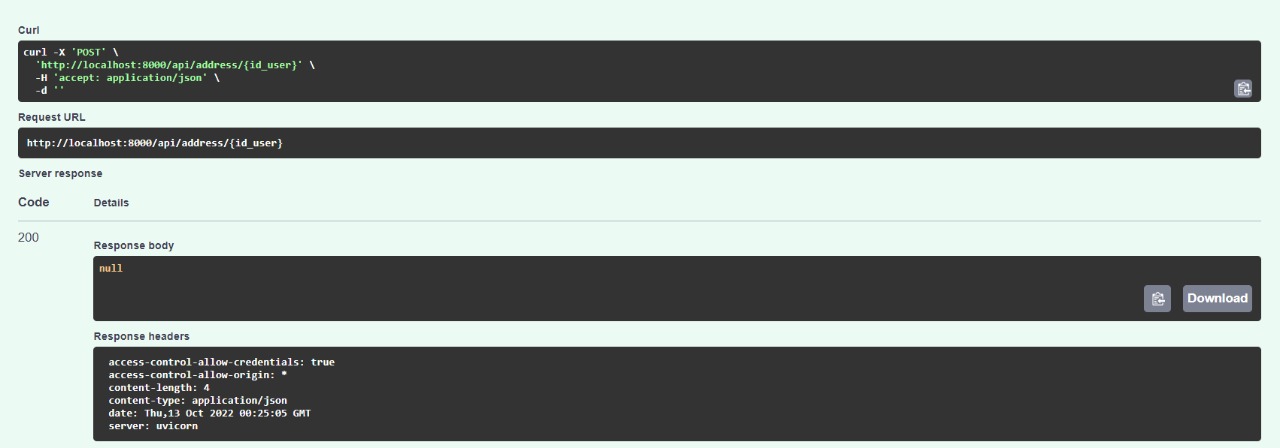 Curl
curl -X 'POST' \
'http://localhost:8000/api/address/{id_user}' \
-H 'accept: application/json' \
-d ''
Request URL
http://localhost:8000/api/address/{id_user}
Server response
Code Details
200
Response body
null
Download
Response headers
access-control-allow-credentials: true
access-control-allow-origin: *
content-length: 4
content-type: application/json
date: Thu,13 Oct 2022 00:25:05 GMT
server: uvicorn